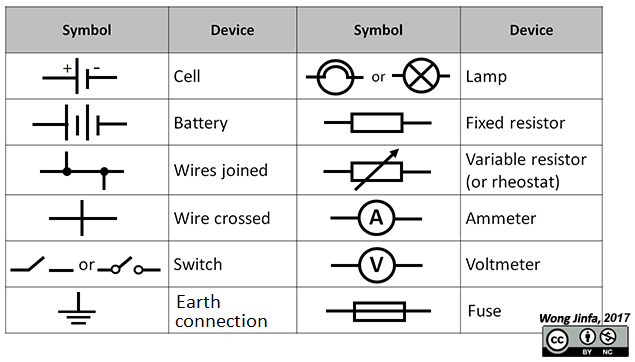 Symbol Device Symbol Device
+ - Cell or Lamp
Battery Fixed resistor
Wires joined Variable resistor
(or rheostat)
Wire crossed A Ammeter
or Switch V Voltmeter
Earth
connection Fuse
Wong Jinfa, 2017
cc
BY NC